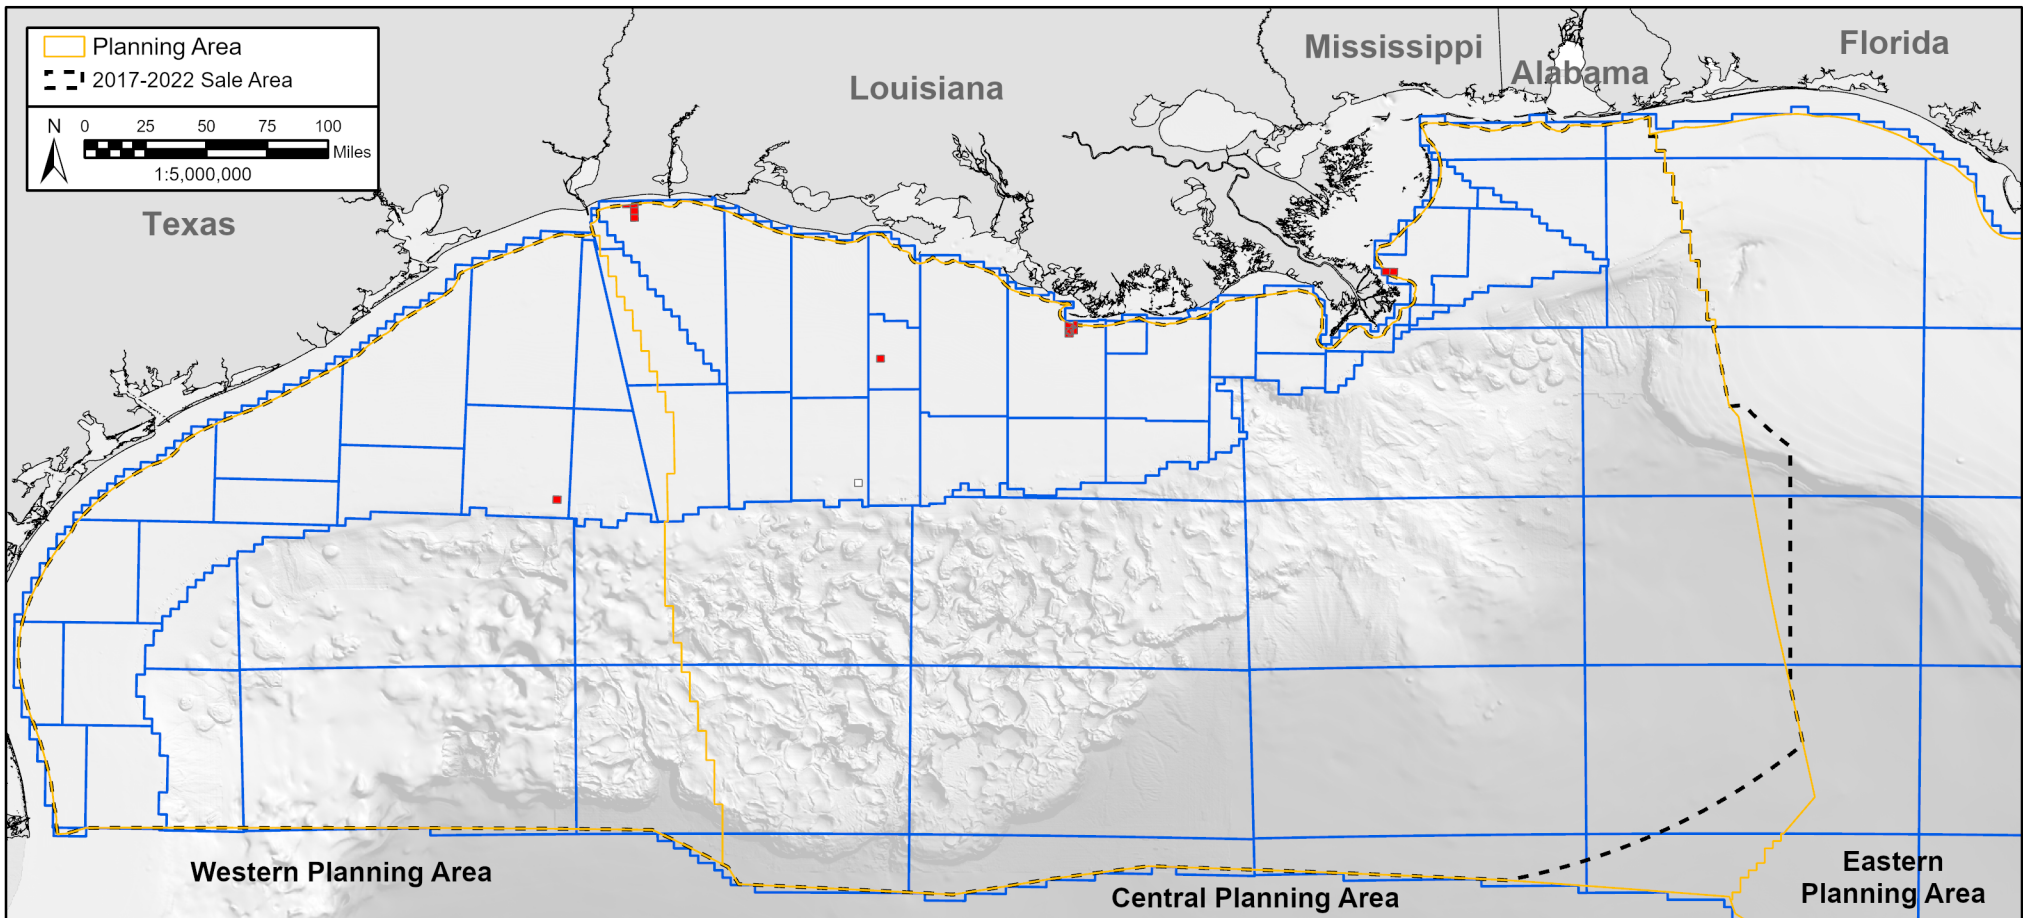 Planning Area
2017-2022 Sale Area
N
0 25 50 75 100
Miles
1:5,000,000
Texas
Louisiana
Mississippi
Alabama
Florida
Western Planning Area
Central Planning Area
Eastern
Planning Area